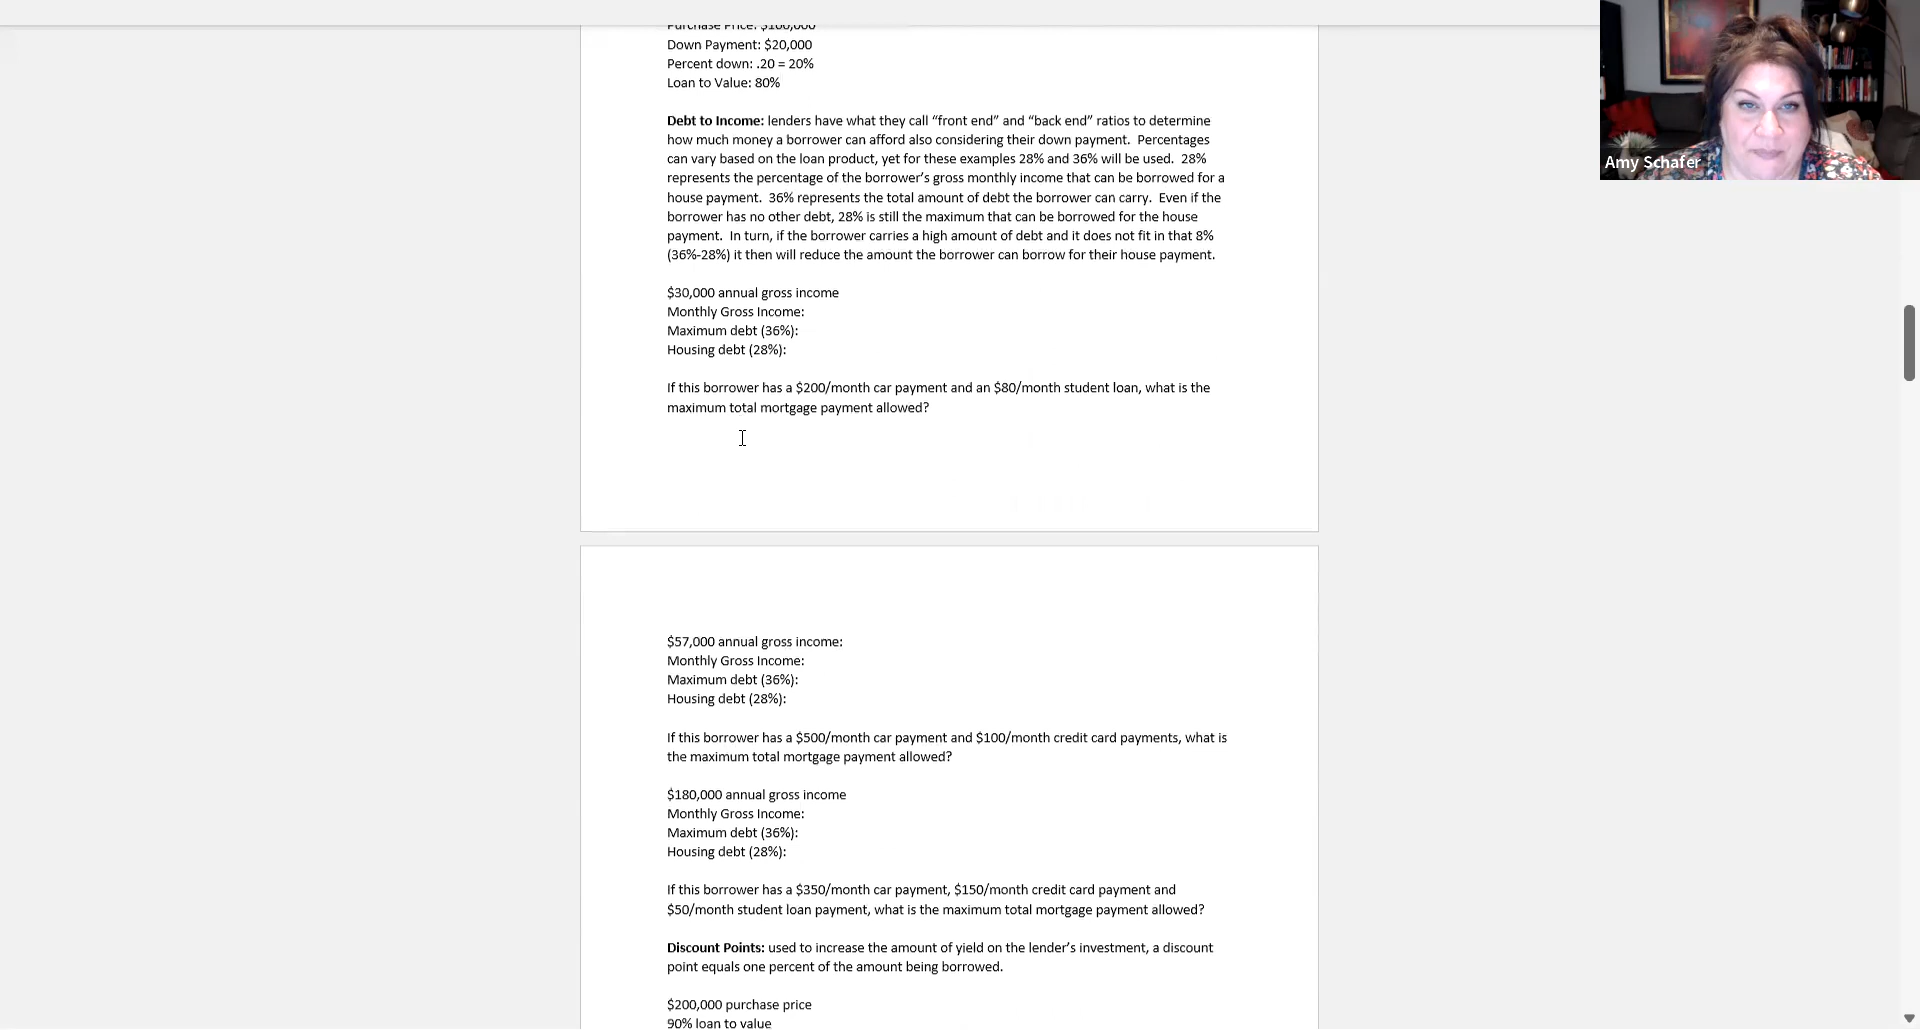 Purchase Price: $100,000
Down Payment: $20,000
Percent down: .20 = 20%
Loan to Value: 80%
Debt to Income: lenders have what they call “front end” and “back end” ratios to determine
how much money a borrower can afford also considering their down payment.  Percentages
can vary based on the loan product, yet for these examples 28% and 36% will be used.  28%
represents the percentage of the borrower’s gross monthly income that can be borrowed for a
house payment.  36% represents the total amount of debt the borrower can carry.  Even if the
borrower has no other debt, 28% is still the maximum that can be borrowed for the house
payment.  In turn, if the borrower carries a high amount of debt and it does not fit in that 8%
(36%-28%) it then will reduce the amount the borrower can borrow for their house payment.
$30,000 annual gross income
Monthly Gross Income:
Maximum debt (36%):
Housing debt (28%):
If this borrower has a $200/month car payment and an $80/month student loan, what is the
maximum total mortgage payment allowed?
$57,000 annual gross income:
Monthly Gross Income:
Maximum debt (36%):
Housing debt (28%):
If this borrower has a $500/month car payment and $100/month credit card payments, what is
the maximum total mortgage payment allowed?
$180,000 annual gross income
Monthly Gross Income:
Maximum debt (36%):
Housing debt (28%):
If this borrower has a $350/month car payment, $150/month credit card payment and
$50/month student loan payment, what is the maximum total mortgage payment allowed?
Discount Points: used to increase the amount of yield on the lender’s investment, a discount
point equals one percent of the amount being borrowed.
$200,000 purchase price
90% loan to value
Amy Schafer